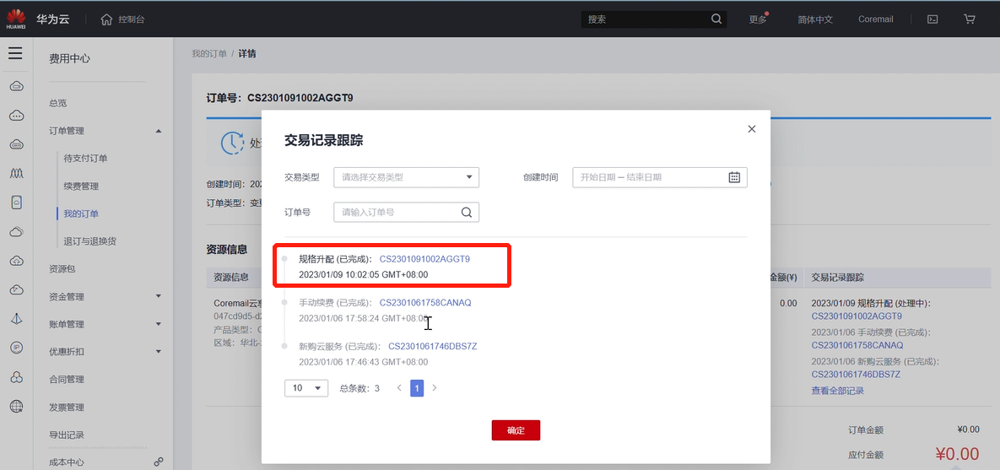 HUAWEI
华为云
控制台
搜索
更多
简体中文
Coremail
费用中心
总览
订单管理
待支付订单
续费管理
我的订单
退订与退换货
资源包
资金管理
账单管理
优惠折扣
合同管理
发票管理
导出记录
成本中心
我的订单 / 详情
订单号：CS2301091002AGGT9
创建时间：202
订单类型：变
资源信息
资源信息
Coremail云
047cd9d5-d
产品类型：
区域：华北-
交易记录跟踪
交易类型
请选择交易类型
创建时间
开始日期 – 结束日期
订单号
请输入订单号
规格升配 (已完成)： CS2301091002AGGT9
2023/01/09 10:02:05 GMT+08:00
手动续费 (已完成)： CS2301061758CANAQ
2023/01/06 17:58:24 GMT+08:00
新购云服务 (已完成)： CS2301061746DBS7Z
2023/01/06 17:46:43 GMT+08:00
10
总条数：3
1
确定
金额(¥)
交易记录跟踪
0.00
2023/01/09 规格升配 (处理中)：
CS2301091002AGGT9
2023/01/06 手动续费 (已完成)：
CS2301061758CANAQ
2023/01/06 新购云服务 (已完成)：
CS2301061746DBS7Z
查看全部记录
订单金额
¥0.00
应付金额
¥0.00